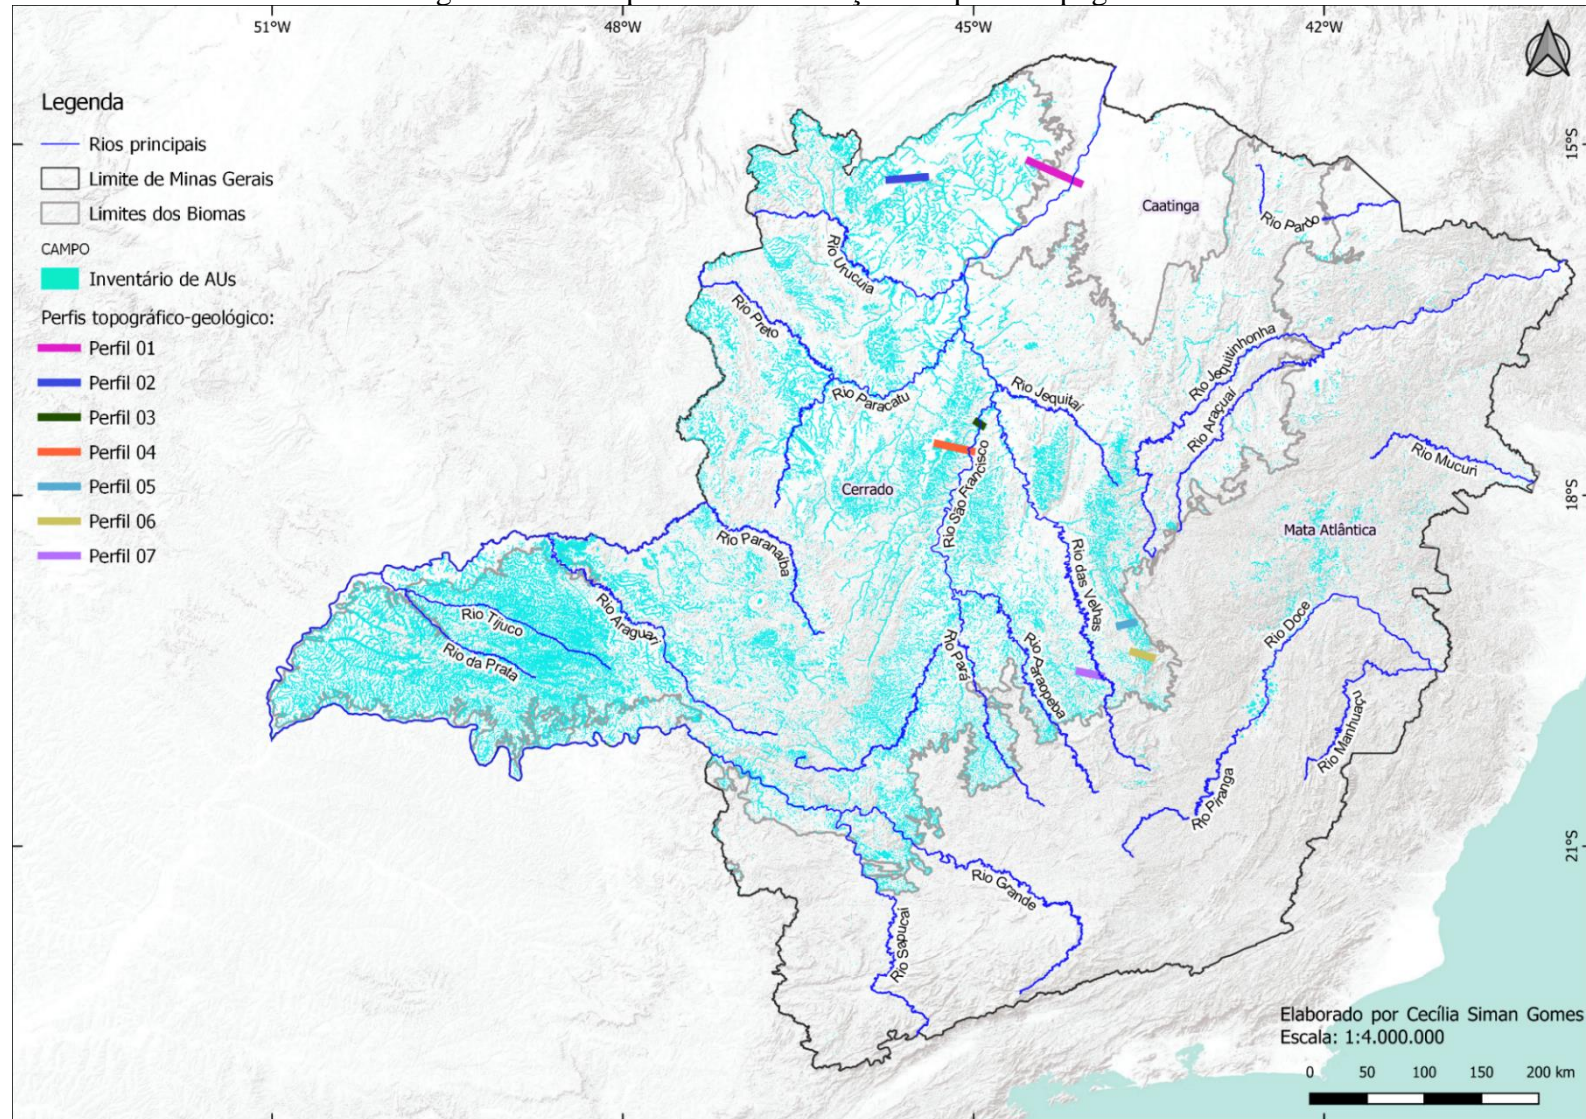 51°W
48°W
45°W
42°W
15°S
18°S
21°S
Legenda
Rios principais
Limite de Minas Gerais
Limites dos Biomas
CAMPO
Inventário de AUs
Perfis topográfico-geológico:
Perfil 01
Perfil 02
Perfil 03
Perfil 04
Perfil 05
Perfil 06
Perfil 07
Caatinga
Rio Pardo
Rio Urucuia
Rio Preto
Rio Paracatu
Rio Jequitaí
Rio Jequitinhonha
Rio Araçuaí
Rio Mucuri
Cerrado
Rio São Francisco
Mata Atlântica
Rio Paranaíba
Rio das Velhas
Rio Araguari
Rio Tijuco
Rio da Prata
Rio Pará
Rio Paraopeba
Rio Doce
Rio Manhuaçu
Rio Piranga
Rio Grande
Rio Sapucaí
Elaborado por Cecília Siman Gomes
Escala: 1:4.000.000
0 50 100 150 200 km